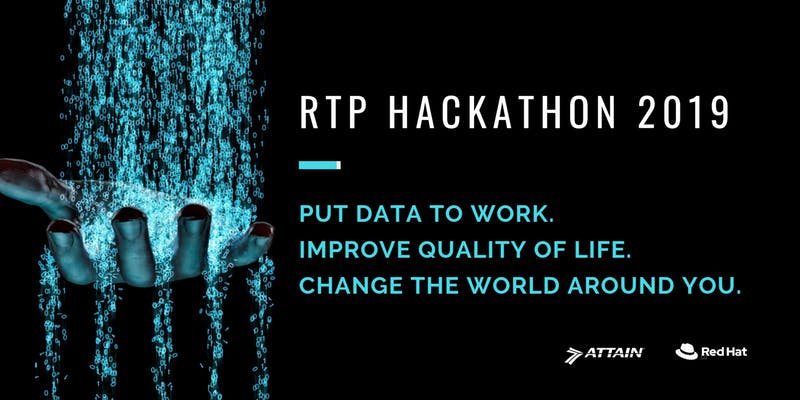 RTP HACKATHON 2019
PUT DATA TO WORK.
IMPROVE QUALITY OF LIFE.
CHANGE THE WORLD AROUND YOU.
ATTAIN
Red Hat